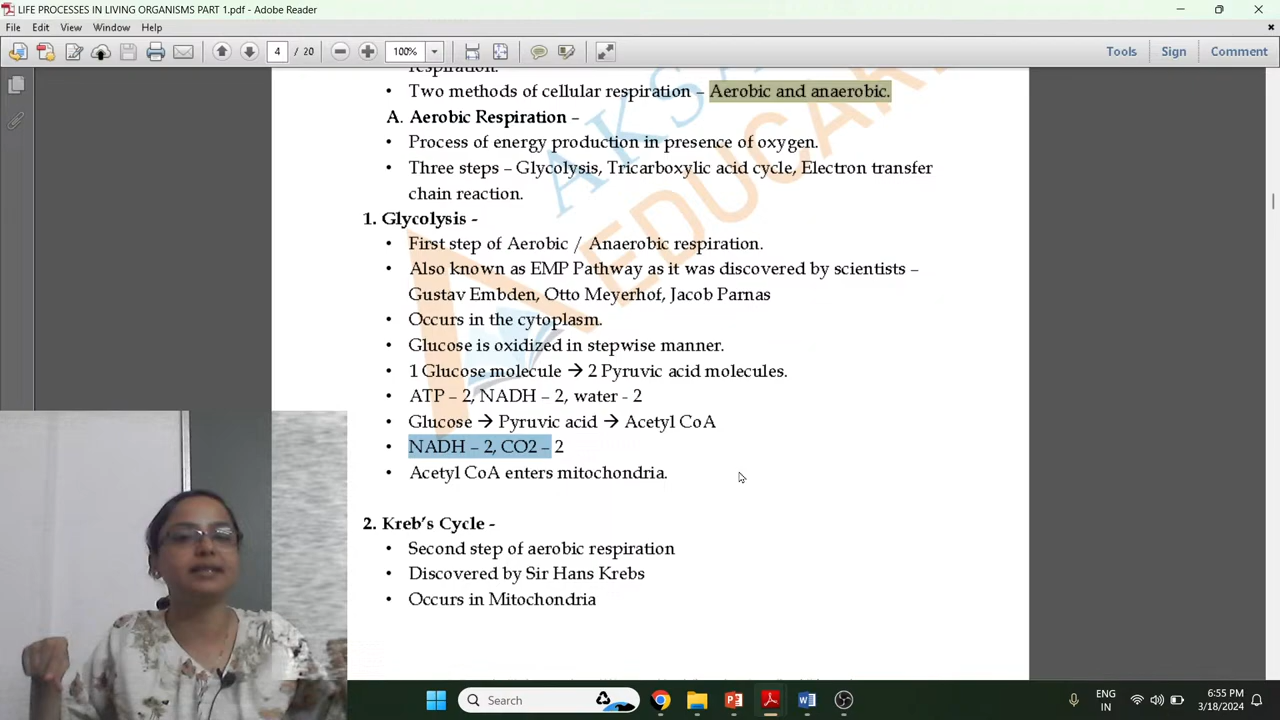 LIFE PROCESSES IN LIVING ORGANISMS PART 1.pdf - Adobe Reader
File Edit View Window Help
4 / 20 100% Tools Sign Comment
respiration.
• Two methods of cellular respiration – Aerobic and anaerobic.
A. Aerobic Respiration –
• Process of energy production in presence of oxygen.
• Three steps – Glycolysis, Tricarboxylic acid cycle, Electron transfer
chain reaction.
1. Glycolysis -
• First step of Aerobic / Anaerobic respiration.
• Also known as EMP Pathway as it was discovered by scientists –
Gustav Embden, Otto Meyerhof, Jacob Parnas
• Occurs in the cytoplasm.
• Glucose is oxidized in stepwise manner.
• 1 Glucose molecule → 2 Pyruvic acid molecules.
• ATP – 2, NADH – 2, water - 2
• Glucose → Pyruvic acid → Acetyl CoA
• NADH – 2, CO2 – 2
• Acetyl CoA enters mitochondria.
2. Kreb's Cycle -
• Second step of aerobic respiration
• Discovered by Sir Hans Krebs
• Occurs in Mitochondria
AKSA
EDUCARE
Search
ENG
IN
6:55 PM
3/18/2024